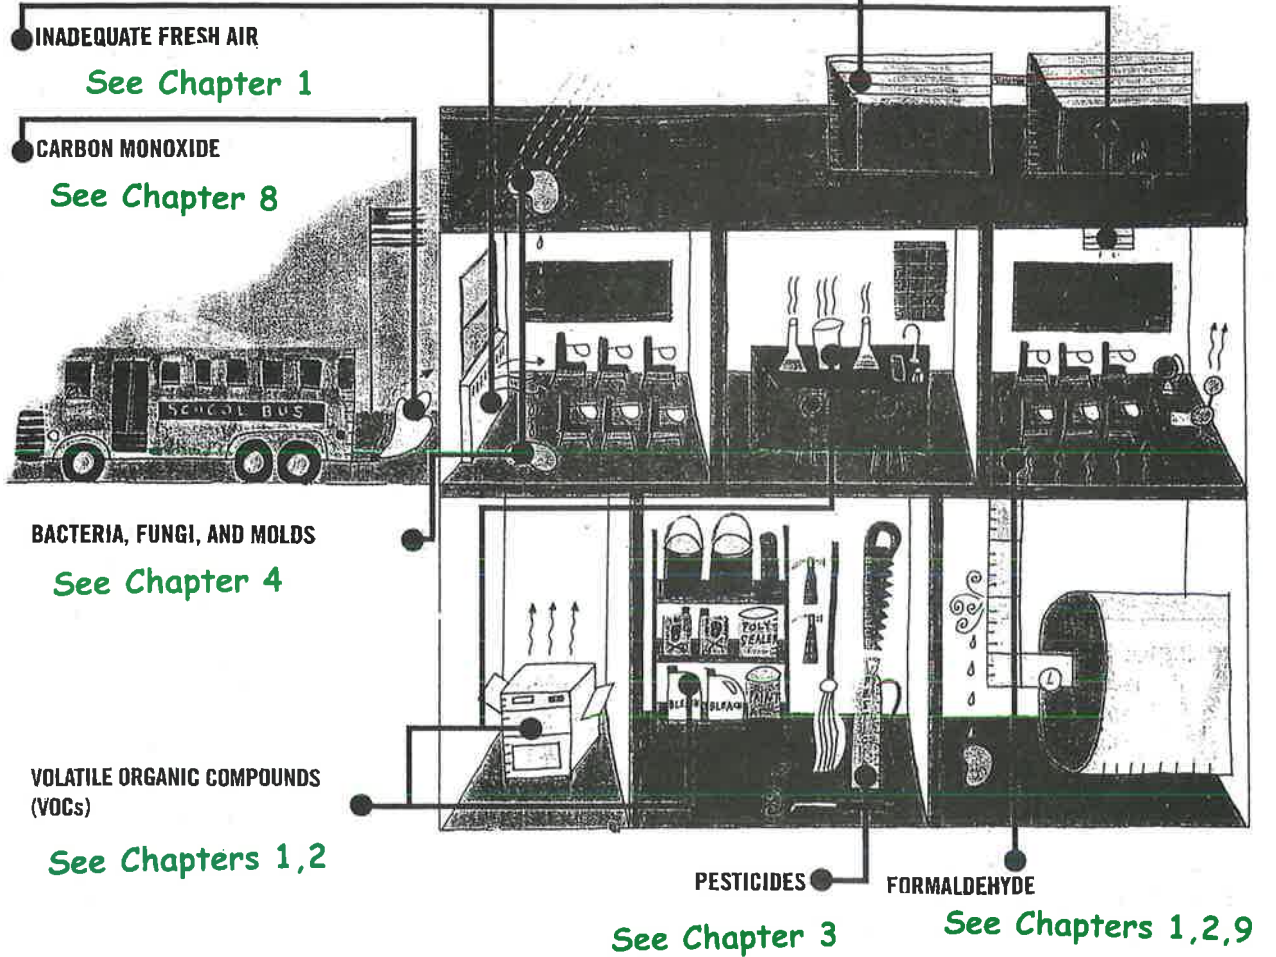 INADEQUATE FRESH AIR
See Chapter 1
CARBON MONOXIDE
See Chapter 8
SCHOOL BUS
BACTERIA, FUNGI, AND MOLDS
See Chapter 4
POLY-
SEALER
BLEACH
BLEACH
PAINT
VOLATILE ORGANIC COMPOUNDS
(VOCs)
See Chapters 1,2
PESTICIDES
FORMALDEHYDE
See Chapter 3
See Chapters 1,2,9